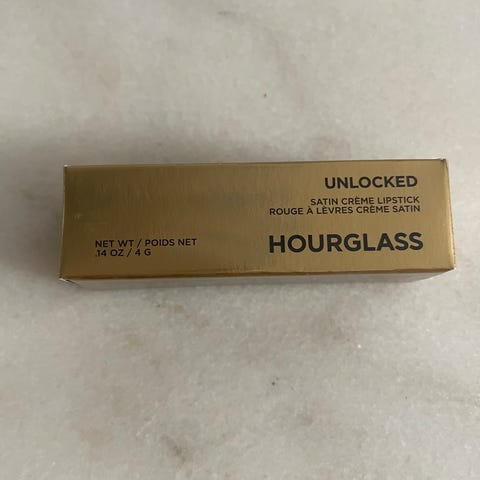 UNLOCKED
SATIN CRÈME LIPSTICK
ROUGE À LÈVRES CRÈME SATIN
HOURGLASS
NET WT / POIDS NET
.14 OZ / 4 G